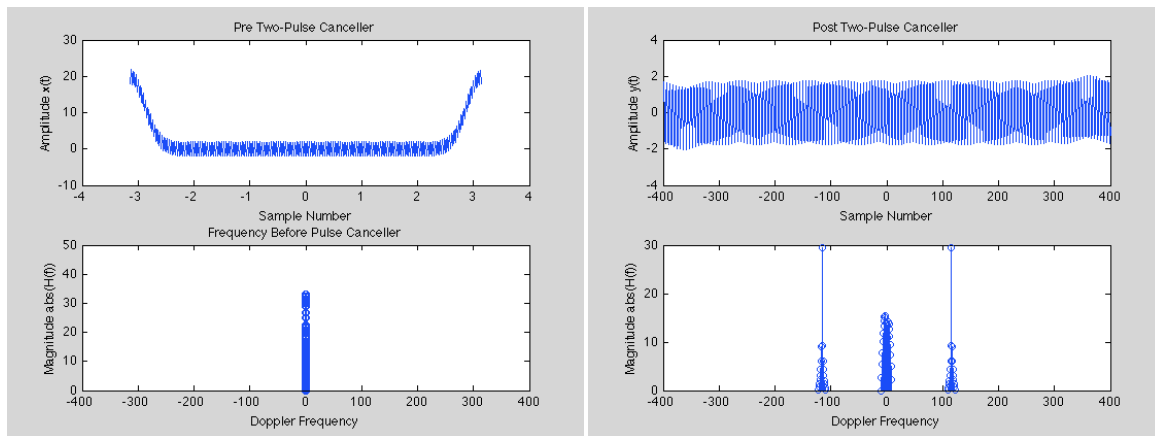 Pre Two-Pulse Canceller
30
20
10
0
-10
Amplitude x(t)
-4 -3 -2 -1 0 1 2 3 4
Sample Number
Frequency Before Pulse Canceller
50
40
30
20
10
0
Magnitude abs(H(f))
-400 -300 -200 -100 0 100 200 300 400
Doppler Frequency
Post Two-Pulse Canceller
4
2
0
-2
-4
Amplitude y(t)
-400 -300 -200 -100 0 100 200 300 400
Sample Number
30
20
10
0
Magnitude abs(H(f))
-400 -300 -200 -100 0 100 200 300 400
Doppler Frequency